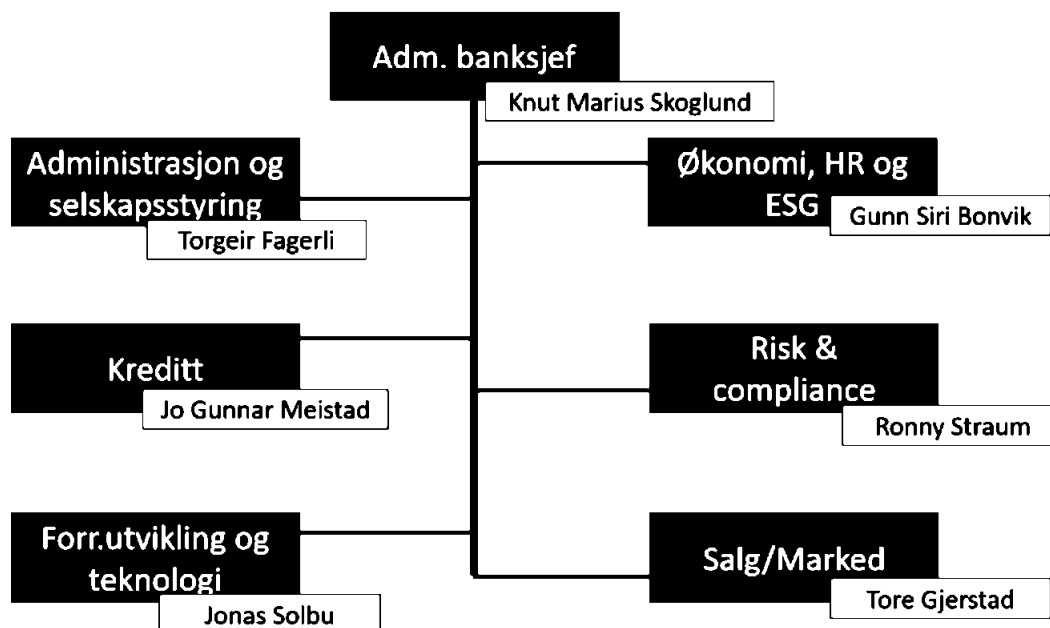 Adm. banksjef
Knut Marius Skoglund
Administrasjon og
selskapsstyring
Torgeir Fagerli
Økonomi, HR og
ESG
Gunn Siri Bonvik
Kreditt
Jo Gunnar Meistad
Risk &
compliance
Ronny Straum
Forr.utvikling og
teknologi
Jonas Solbu
Salg/Marked
Tore Gjerstad